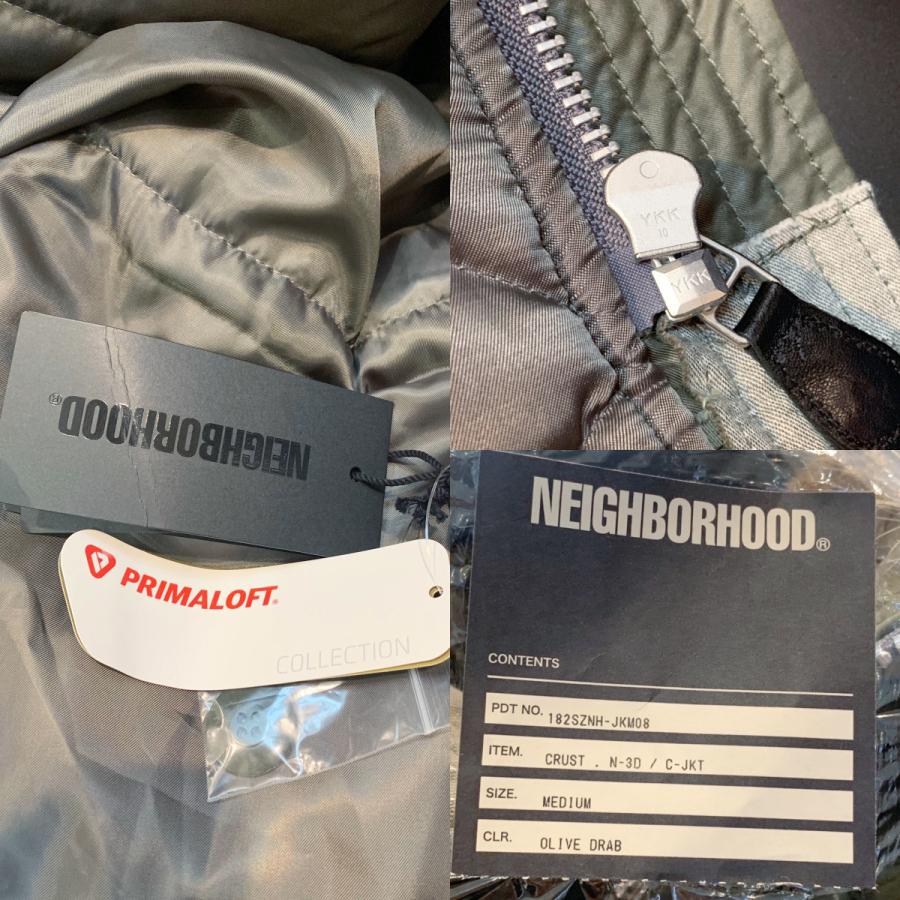 NEIGHBORHOOD®
PRIMALOFT®
COLLECTION
YKK
10
YKK
NEIGHBORHOOD®
CONTENTS
PDT NO. 182SZNH-JKM08
ITEM. CRUST . N-3D / C-JKT
SIZE. MEDIUM
CLR. OLIVE DRAB